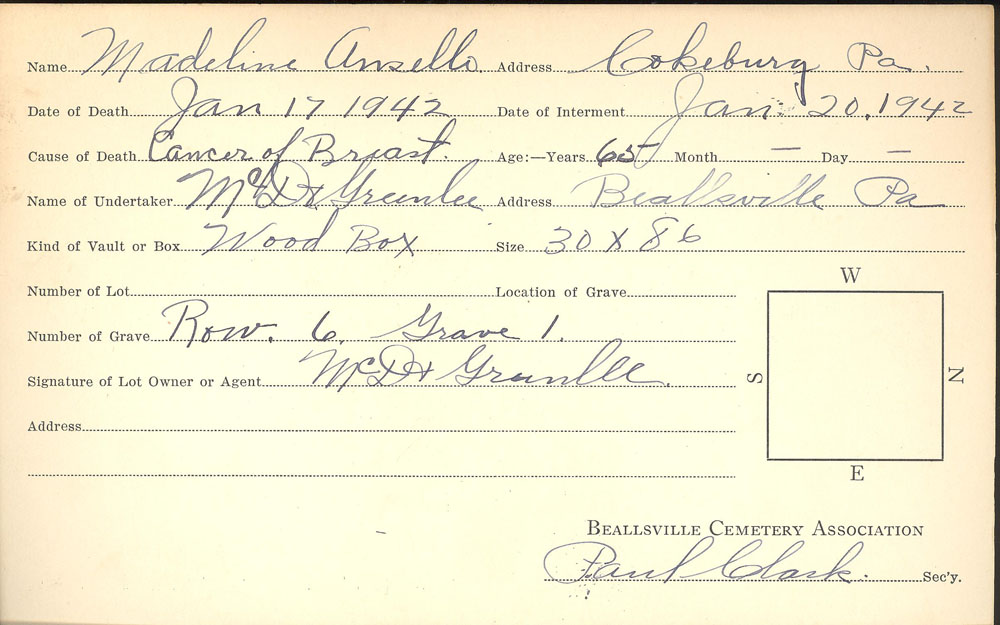 Name Madeline Ansello. Address Cokeburg Pa.
Date of Death Jan 17 1942 Date of Interment Jan. 20, 1942
Cause of Death Cancer of Breast. Age:—Years 65 Month — Day —
Name of Undertaker McD & Greenlee Address Beallsville Pa
Kind of Vault or Box Wood Box Size 30 X 86
Number of Lot Location of Grave
W
Number of Grave Row. 6. Grave 1.
Signature of Lot Owner or Agent McD & Greenlee.
S N
Address
E
BEALLSVILLE CEMETERY ASSOCIATION
Paul Clark. Sec'y.